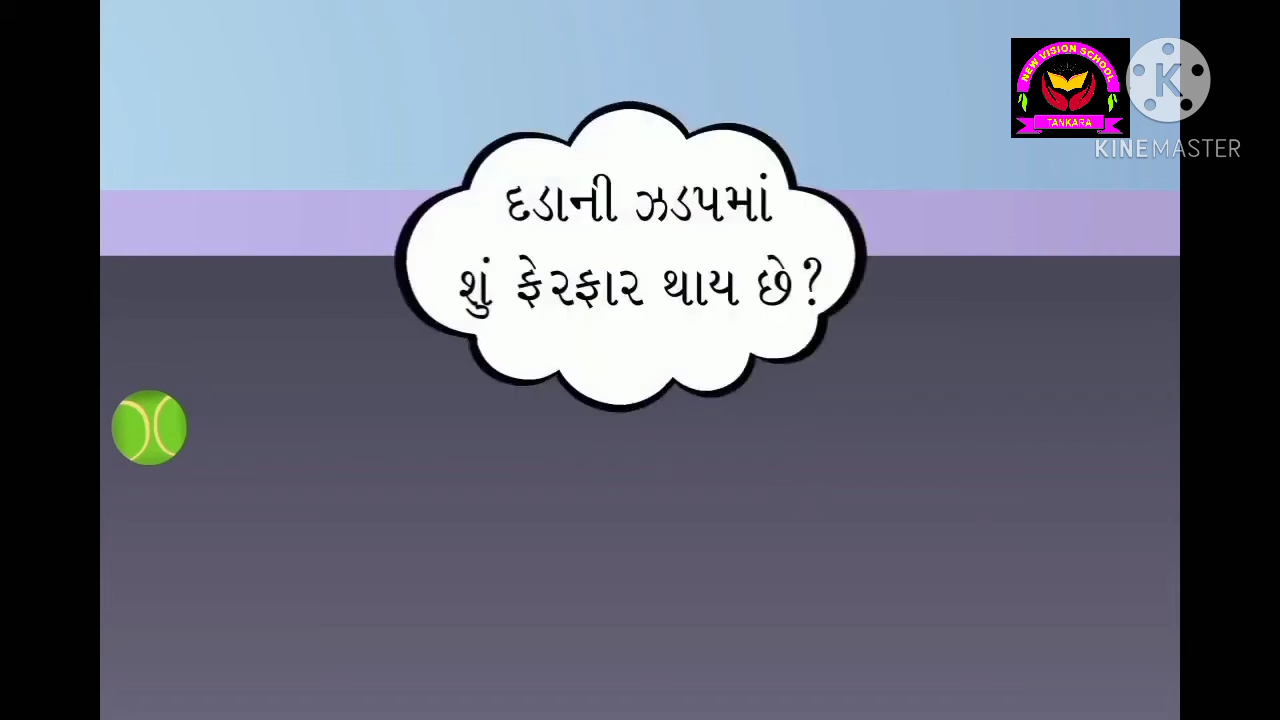 NEW VISION SCHOOL
TANKARA
K
KINEMASTER
દડાની ઝડપમાં
શું ફેરફાર થાય છે?